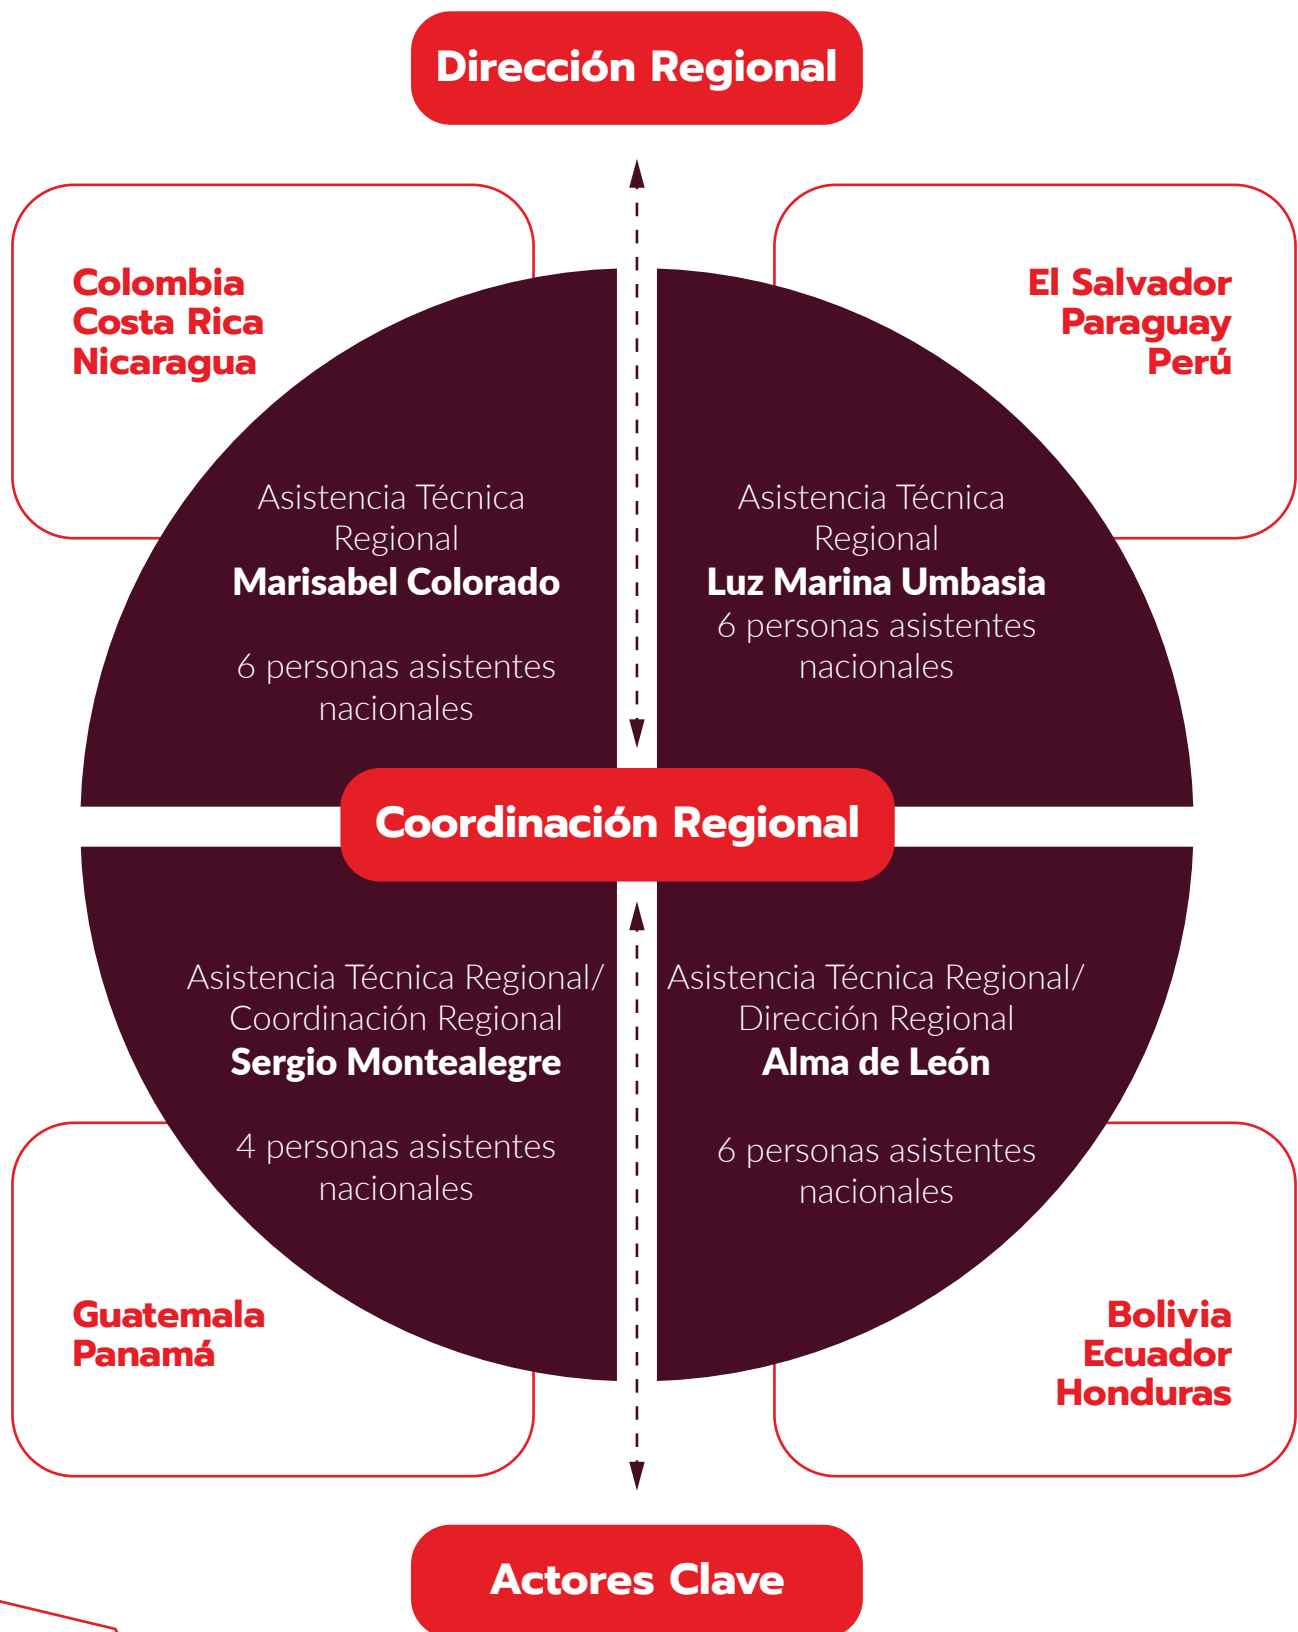 Dirección Regional
Colombia
Costa Rica
Nicaragua
El Salvador
Paraguay
Perú
Asistencia Técnica
Regional
Marisabel Colorado
6 personas asistentes
nacionales
Asistencia Técnica
Regional
Luz Marina Umbasia
6 personas asistentes
nacionales
Coordinación Regional
Asistencia Técnica Regional/
Coordinación Regional
Sergio Montealegre
4 personas asistentes
nacionales
Asistencia Técnica Regional/
Dirección Regional
Alma de León
6 personas asistentes
nacionales
Guatemala
Panamá
Bolivia
Ecuador
Honduras
Actores Clave